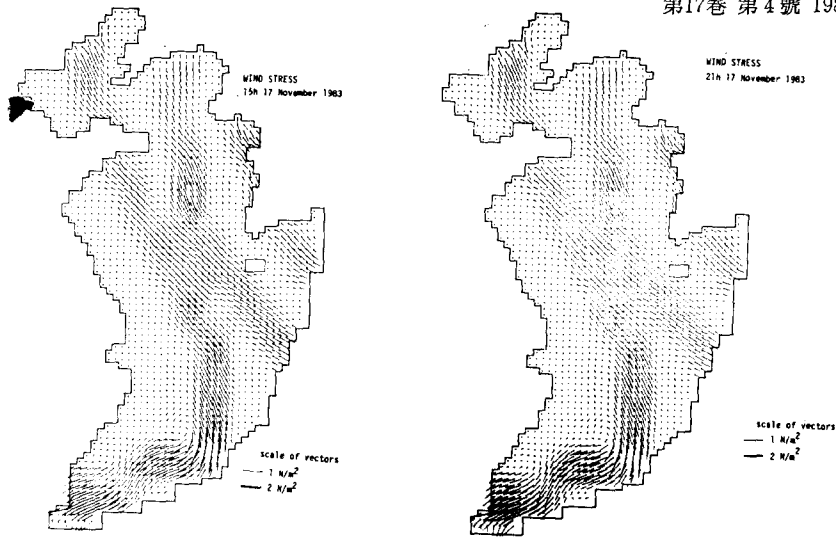 第17巻 第4號 198
WIND STRESS
15h 17 November 1983
scale of vectors
1 N/m²
2 N/m²
WIND STRESS
21h 17 November 1983
scale of vectors
1 N/m²
2 N/m²